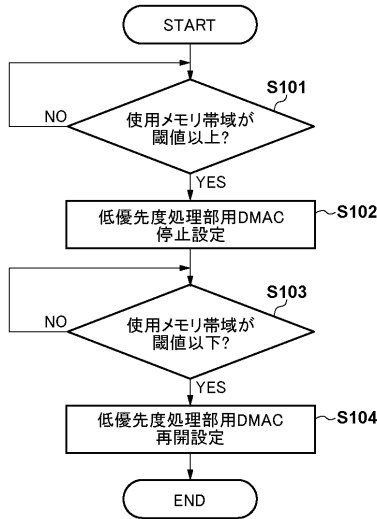 START
S101
使用メモリ帯域が
閾値以上?
NO
YES
S102
低優先度処理部用DMAC
停止設定
S103
使用メモリ帯域が
閾値以下?
NO
YES
S104
低優先度処理部用DMAC
再開設定
END